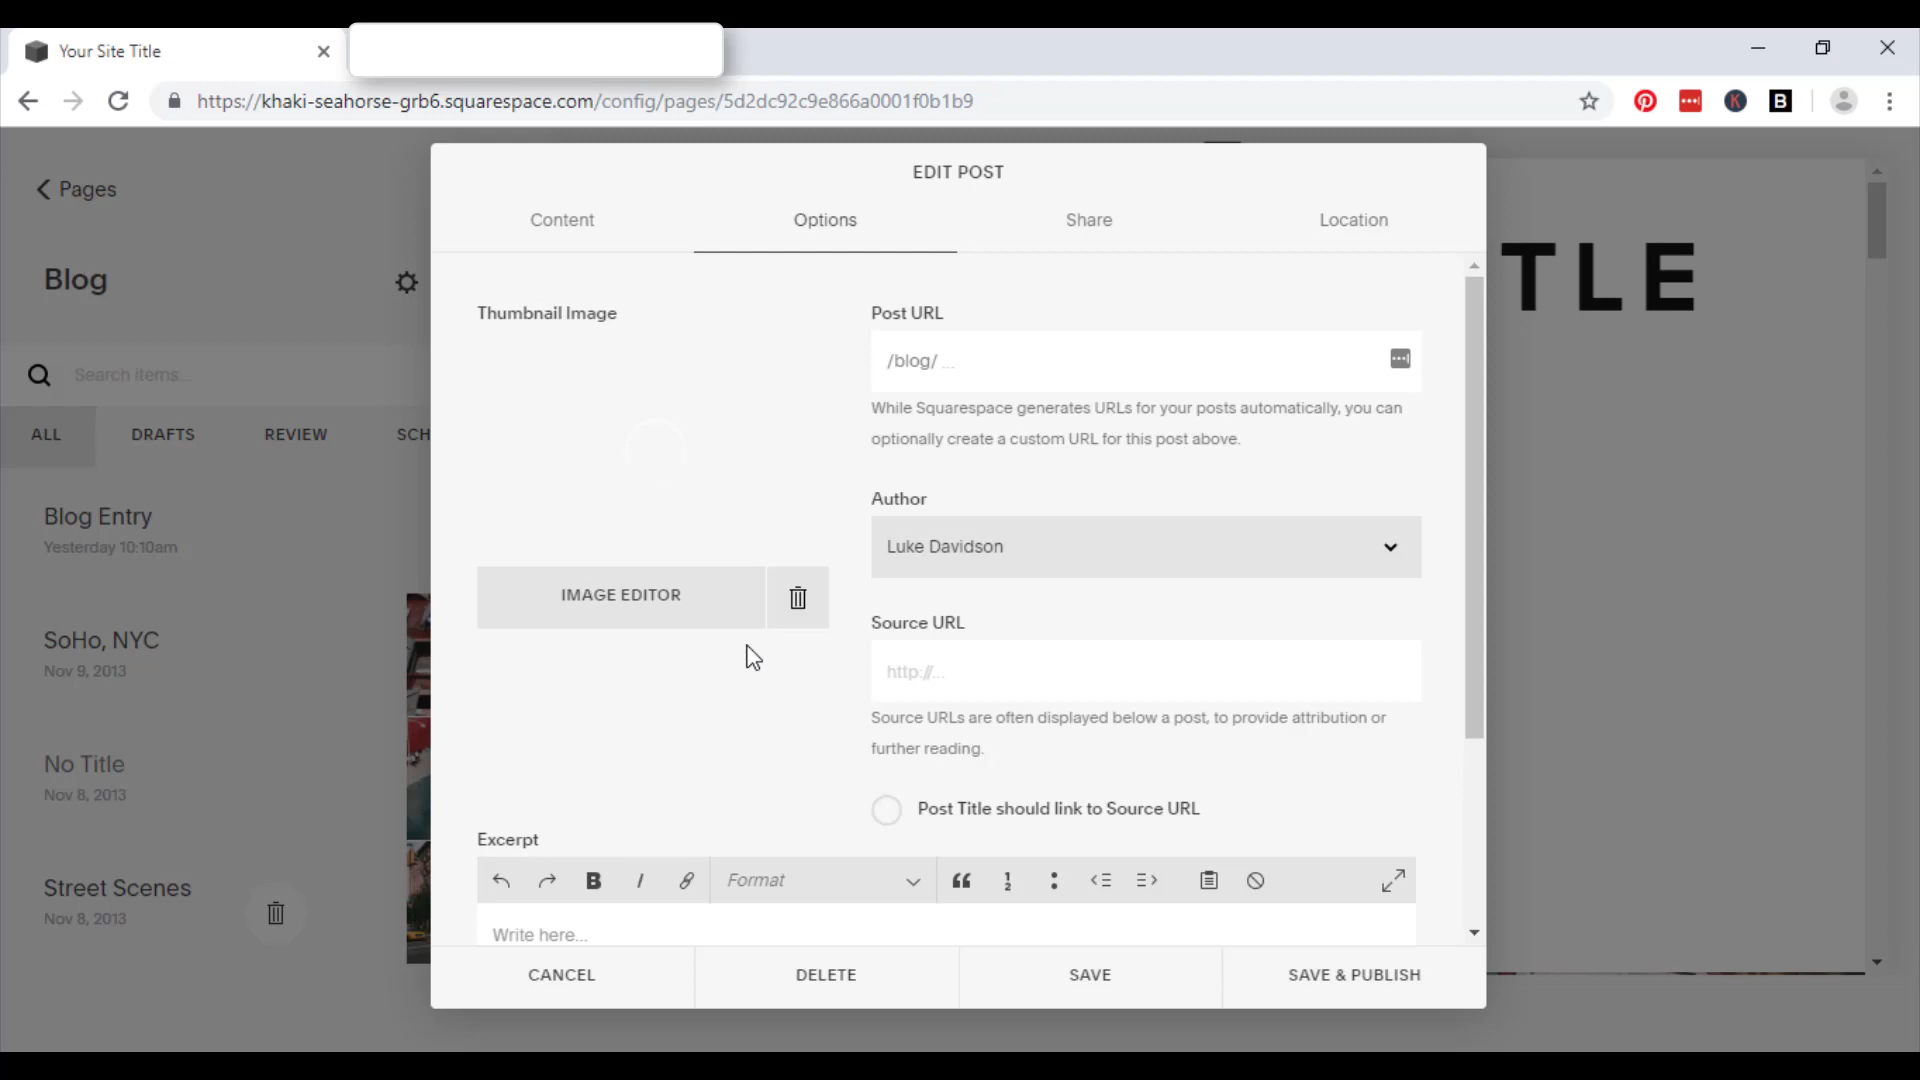 Your Site Title
https://khaki-seahorse-grb6.squarespace.com/config/pages/5d2dc92c9e866a0001f0b1b9
Pages
Blog
Search items...
ALL DRAFTS REVIEW SCH
Blog Entry
Yesterday 10:10am
SoHo, NYC
Nov 9, 2013
No Title
Nov 8, 2013
Street Scenes
Nov 8, 2013
EDIT POST
Content Options Share Location
Thumbnail Image
IMAGE EDITOR
Post URL
/blog/ ...
While Squarespace generates URLs for your posts automatically, you can
optionally create a custom URL for this post above.
Author
Luke Davidson
Source URL
http://...
Source URLs are often displayed below a post, to provide attribution or
further reading.
Post Title should link to Source URL
Excerpt
B I Format
Write here...
CANCEL DELETE SAVE SAVE & PUBLISH
TLE